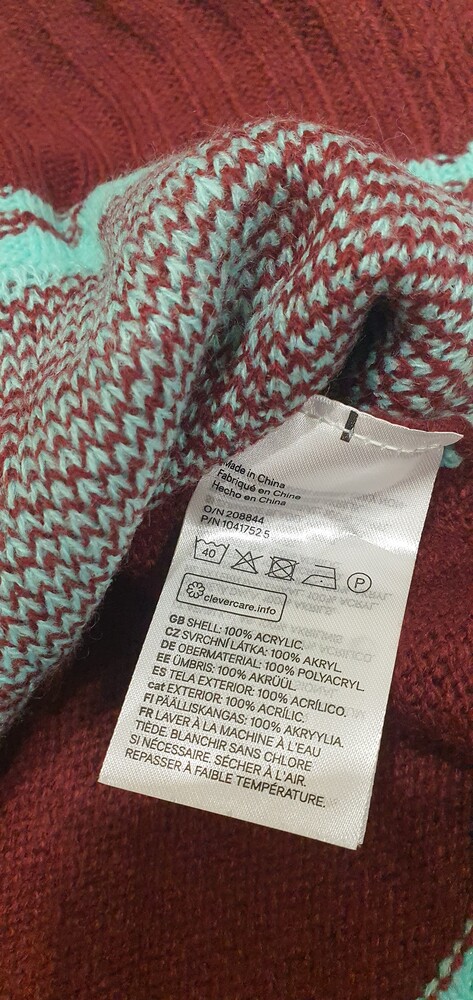 Made in China
Fabriqué en Chine
Hecho en China
O/N 208844
P/N 1041752 5
40 P
clevercare.info
GB SHELL: 100% ACRYLIC.
CZ SVRCHNÍ LÁTKA: 100% AKRYL.
DE OBERMATERIAL: 100% POLYACRYL.
EE ÜMBRIS: 100% AKRÜÜL.
ES TELA EXTERIOR: 100% ACRÍLICO.
cat EXTERIOR: 100% ACRÍLIC.
FI PÄÄLLISKANGAS: 100% AKRYYLIA.
FR LAVER À LA MACHINE À L'EAU
TIÈDE. BLANCHIR SANS CHLORE
SI NÉCESSAIRE. SÉCHER À L'AIR.
REPASSER À FAIBLE TEMPÉRATURE.